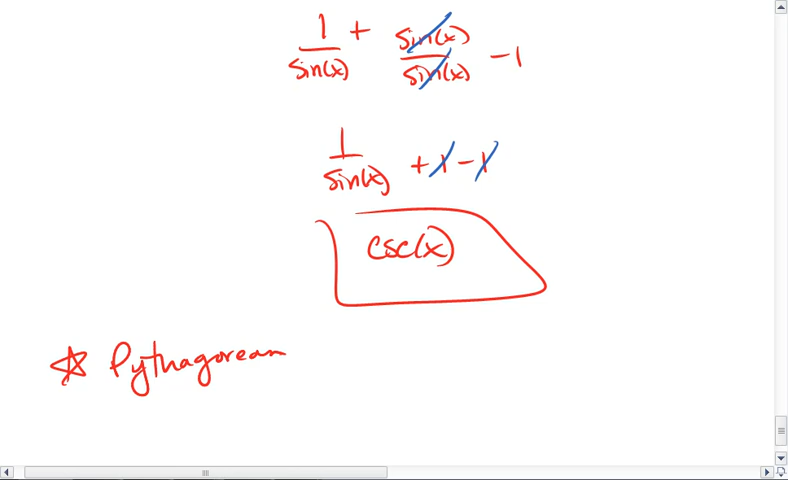 1/sin(x) + sin(x)/sin(x) - 1
1/sin(x) + 1 - 1
csc(x)
☆ Pythagorean